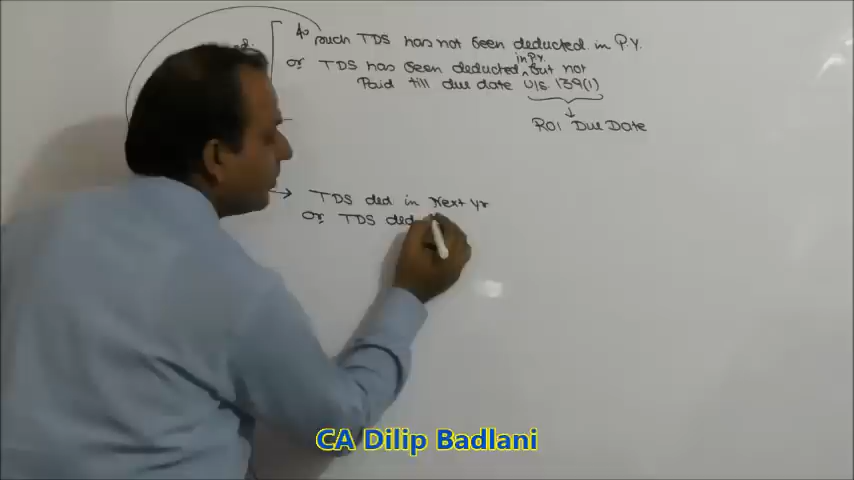 As such TDS has not been deducted in P.Y.
or TDS has been deducted in P.Y. but not
Paid till due date U/s 139(1)
ROI Due Date
TDS ded in Next Yr
Or TDS ded
CA Dilip Badlani